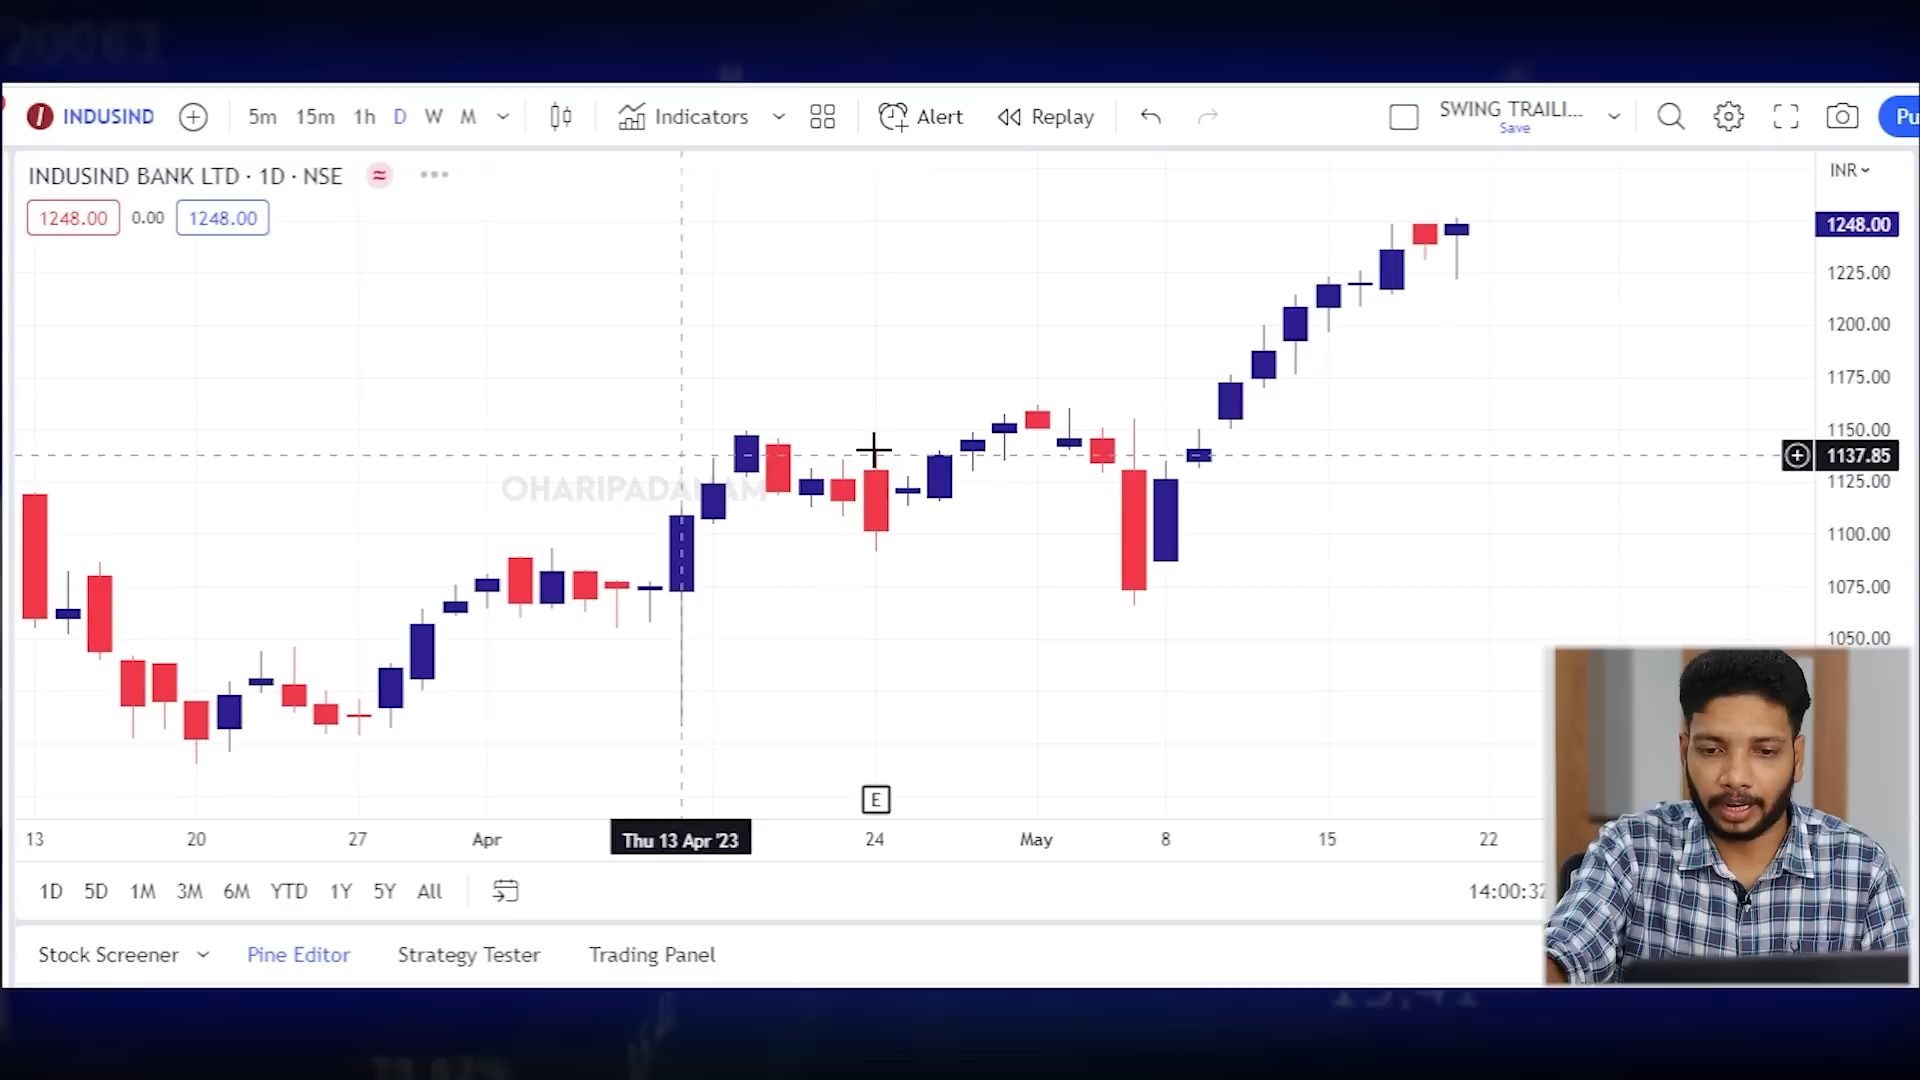 20063
INDUSIND 5m 15m 1h D W M Indicators Alert Replay SWING TRAILI... Save Pu
INDUSIND BANK LTD · 1D · NSE
INR
1248.00 0.00 1248.00
1248.00
1225.00
1200.00
1175.00
1150.00
1137.85
1125.00
1100.00
1075.00
1050.00
OHARIPADANAM
E
13 20 27 Apr Thu 13 Apr '23 24 May 8 15 22
1D 5D 1M 3M 6M YTD 1Y 5Y All 14:00:32
Stock Screener Pine Editor Strategy Tester Trading Panel